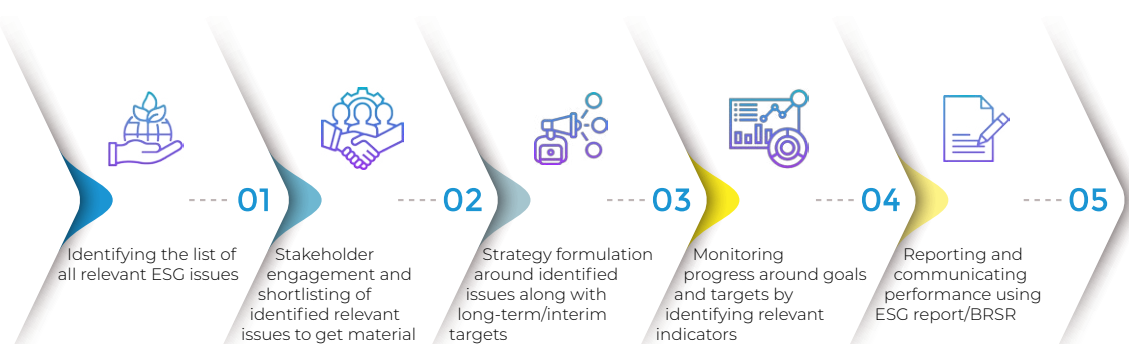 01
Identifying the list of
all relevant ESG issues
02
Stakeholder
engagement and
shortlisting of
identified relevant
issues to get material
03
Strategy formulation
around identified
issues along with
long-term/interim
targets
04
Monitoring
progress around goals
and targets by
identifying relevant
indicators
05
Reporting and
communicating
performance using
ESG report/BRSR